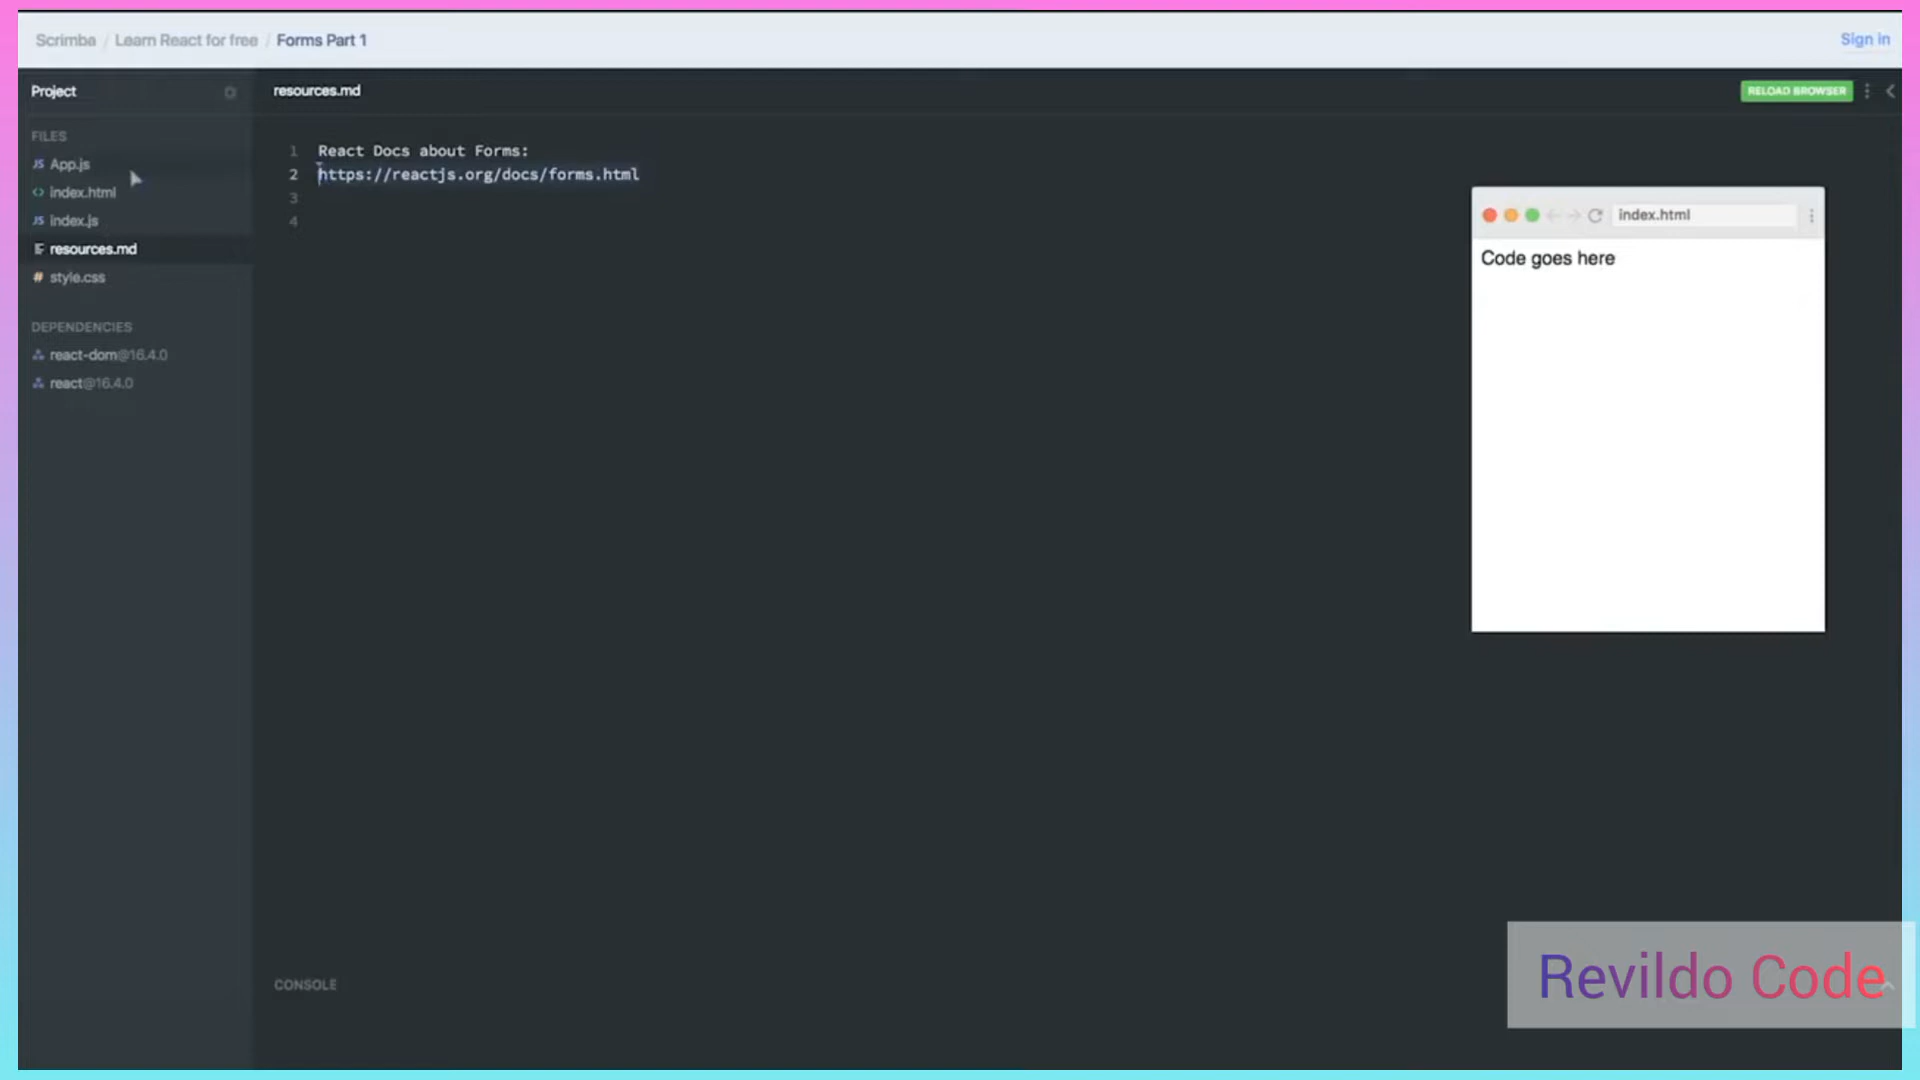 Scrimba / Learn React for free / Forms Part 1
Sign in
Project
resources.md
RELOAD BROWSER
FILES
JS App.js
<> index.html
JS index.js
resources.md
# style.css
DEPENDENCIES
react-dom@16.4.0
react@16.4.0
1 React Docs about Forms:
2 https://reactjs.org/docs/forms.html
3
4
index.html
Code goes here
CONSOLE
Revildo Code